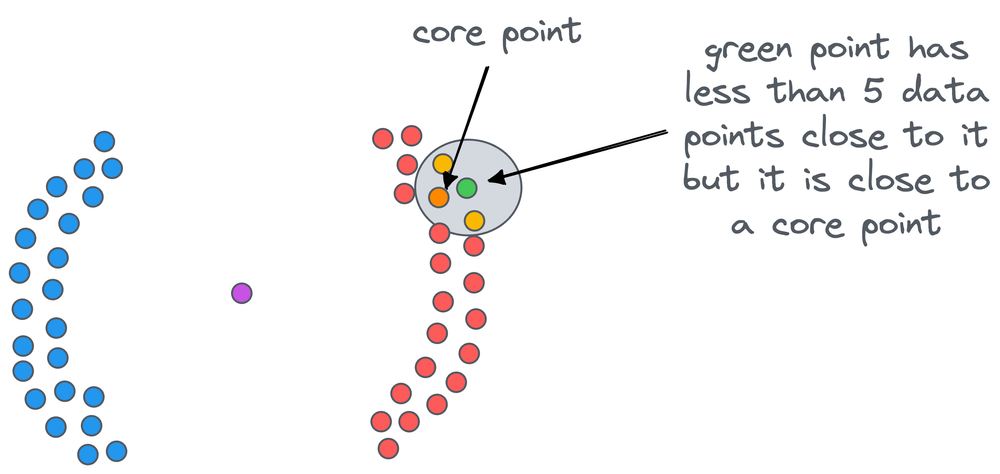 core point
green point has
less than 5 data
points close to it
but it is close to
a core point